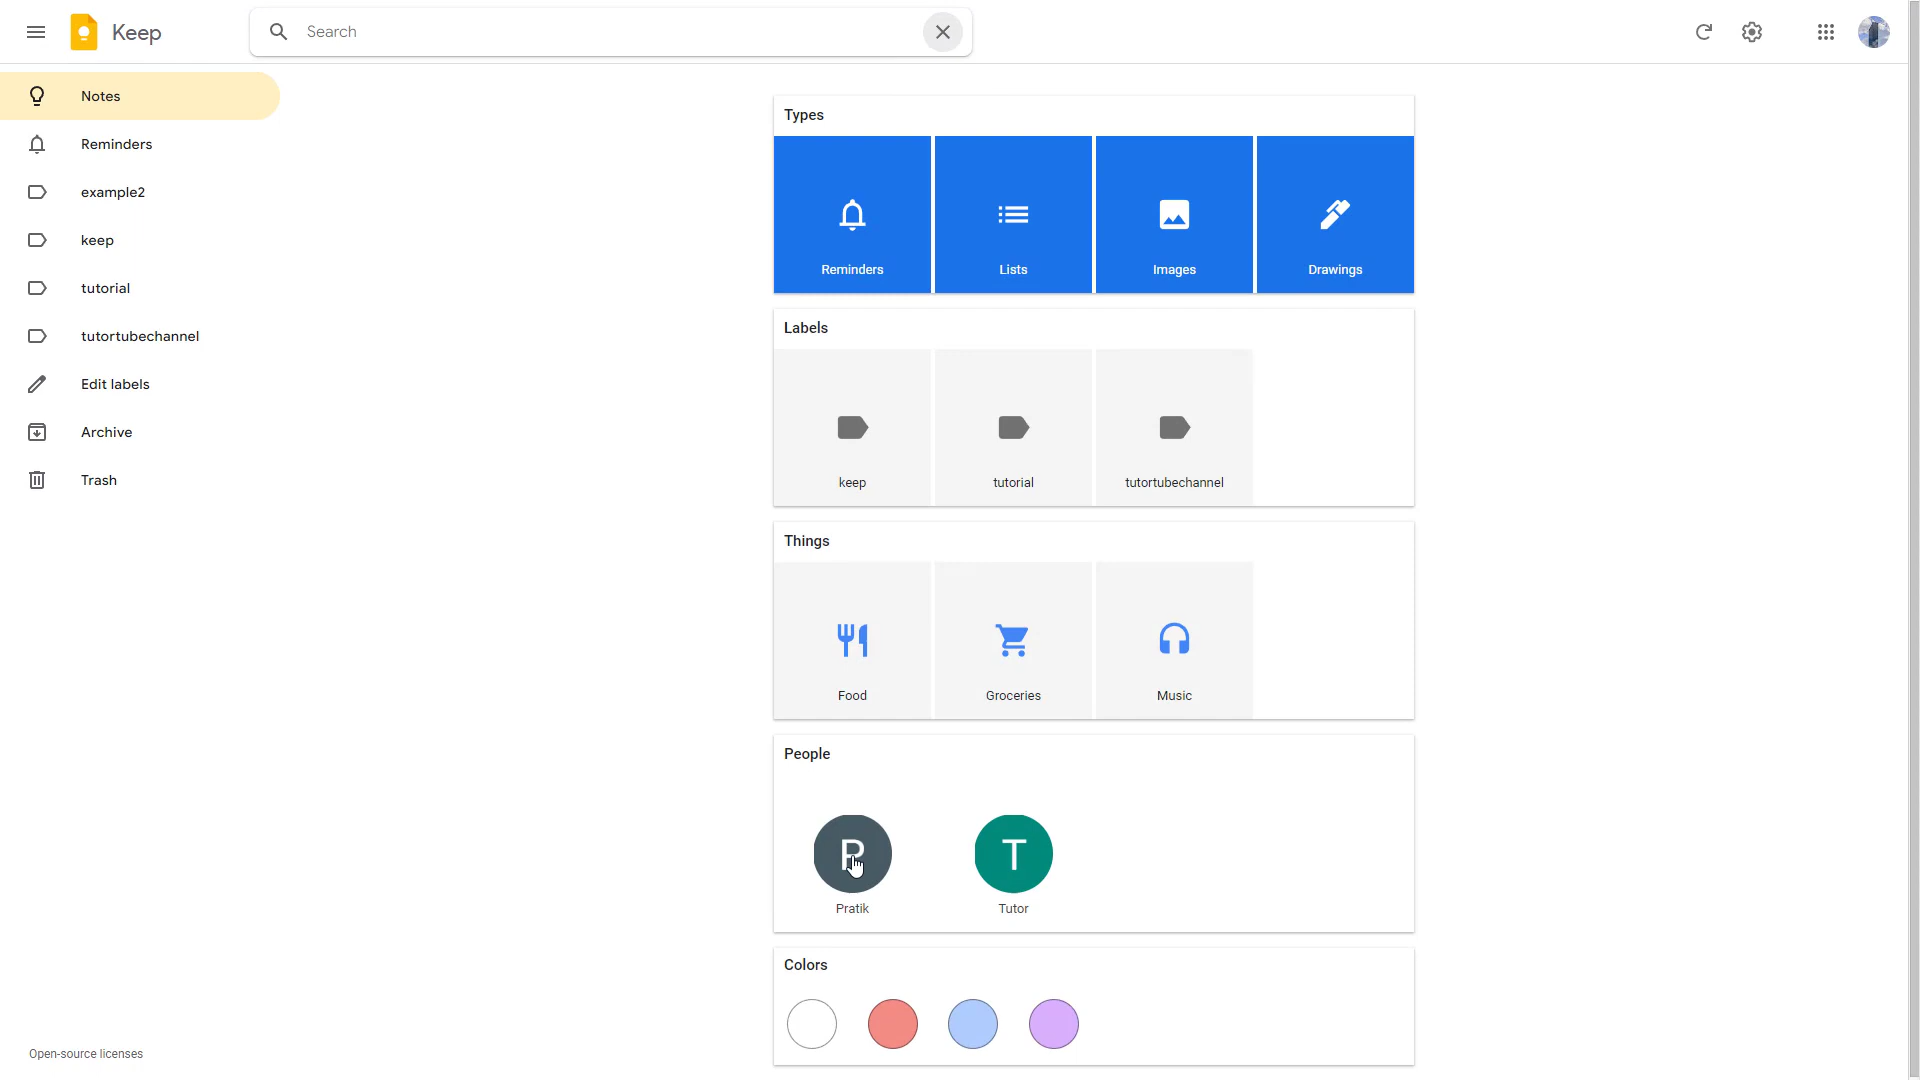 Keep
Search
Notes
Reminders
example2
keep
tutorial
tutortubechannel
Edit labels
Archive
Trash
Types
Reminders
Lists
Images
Drawings
Labels
keep
tutorial
tutortubechannel
Things
Food
Groceries
Music
People
P
T
Pratik
Tutor
Colors
Open-source licenses